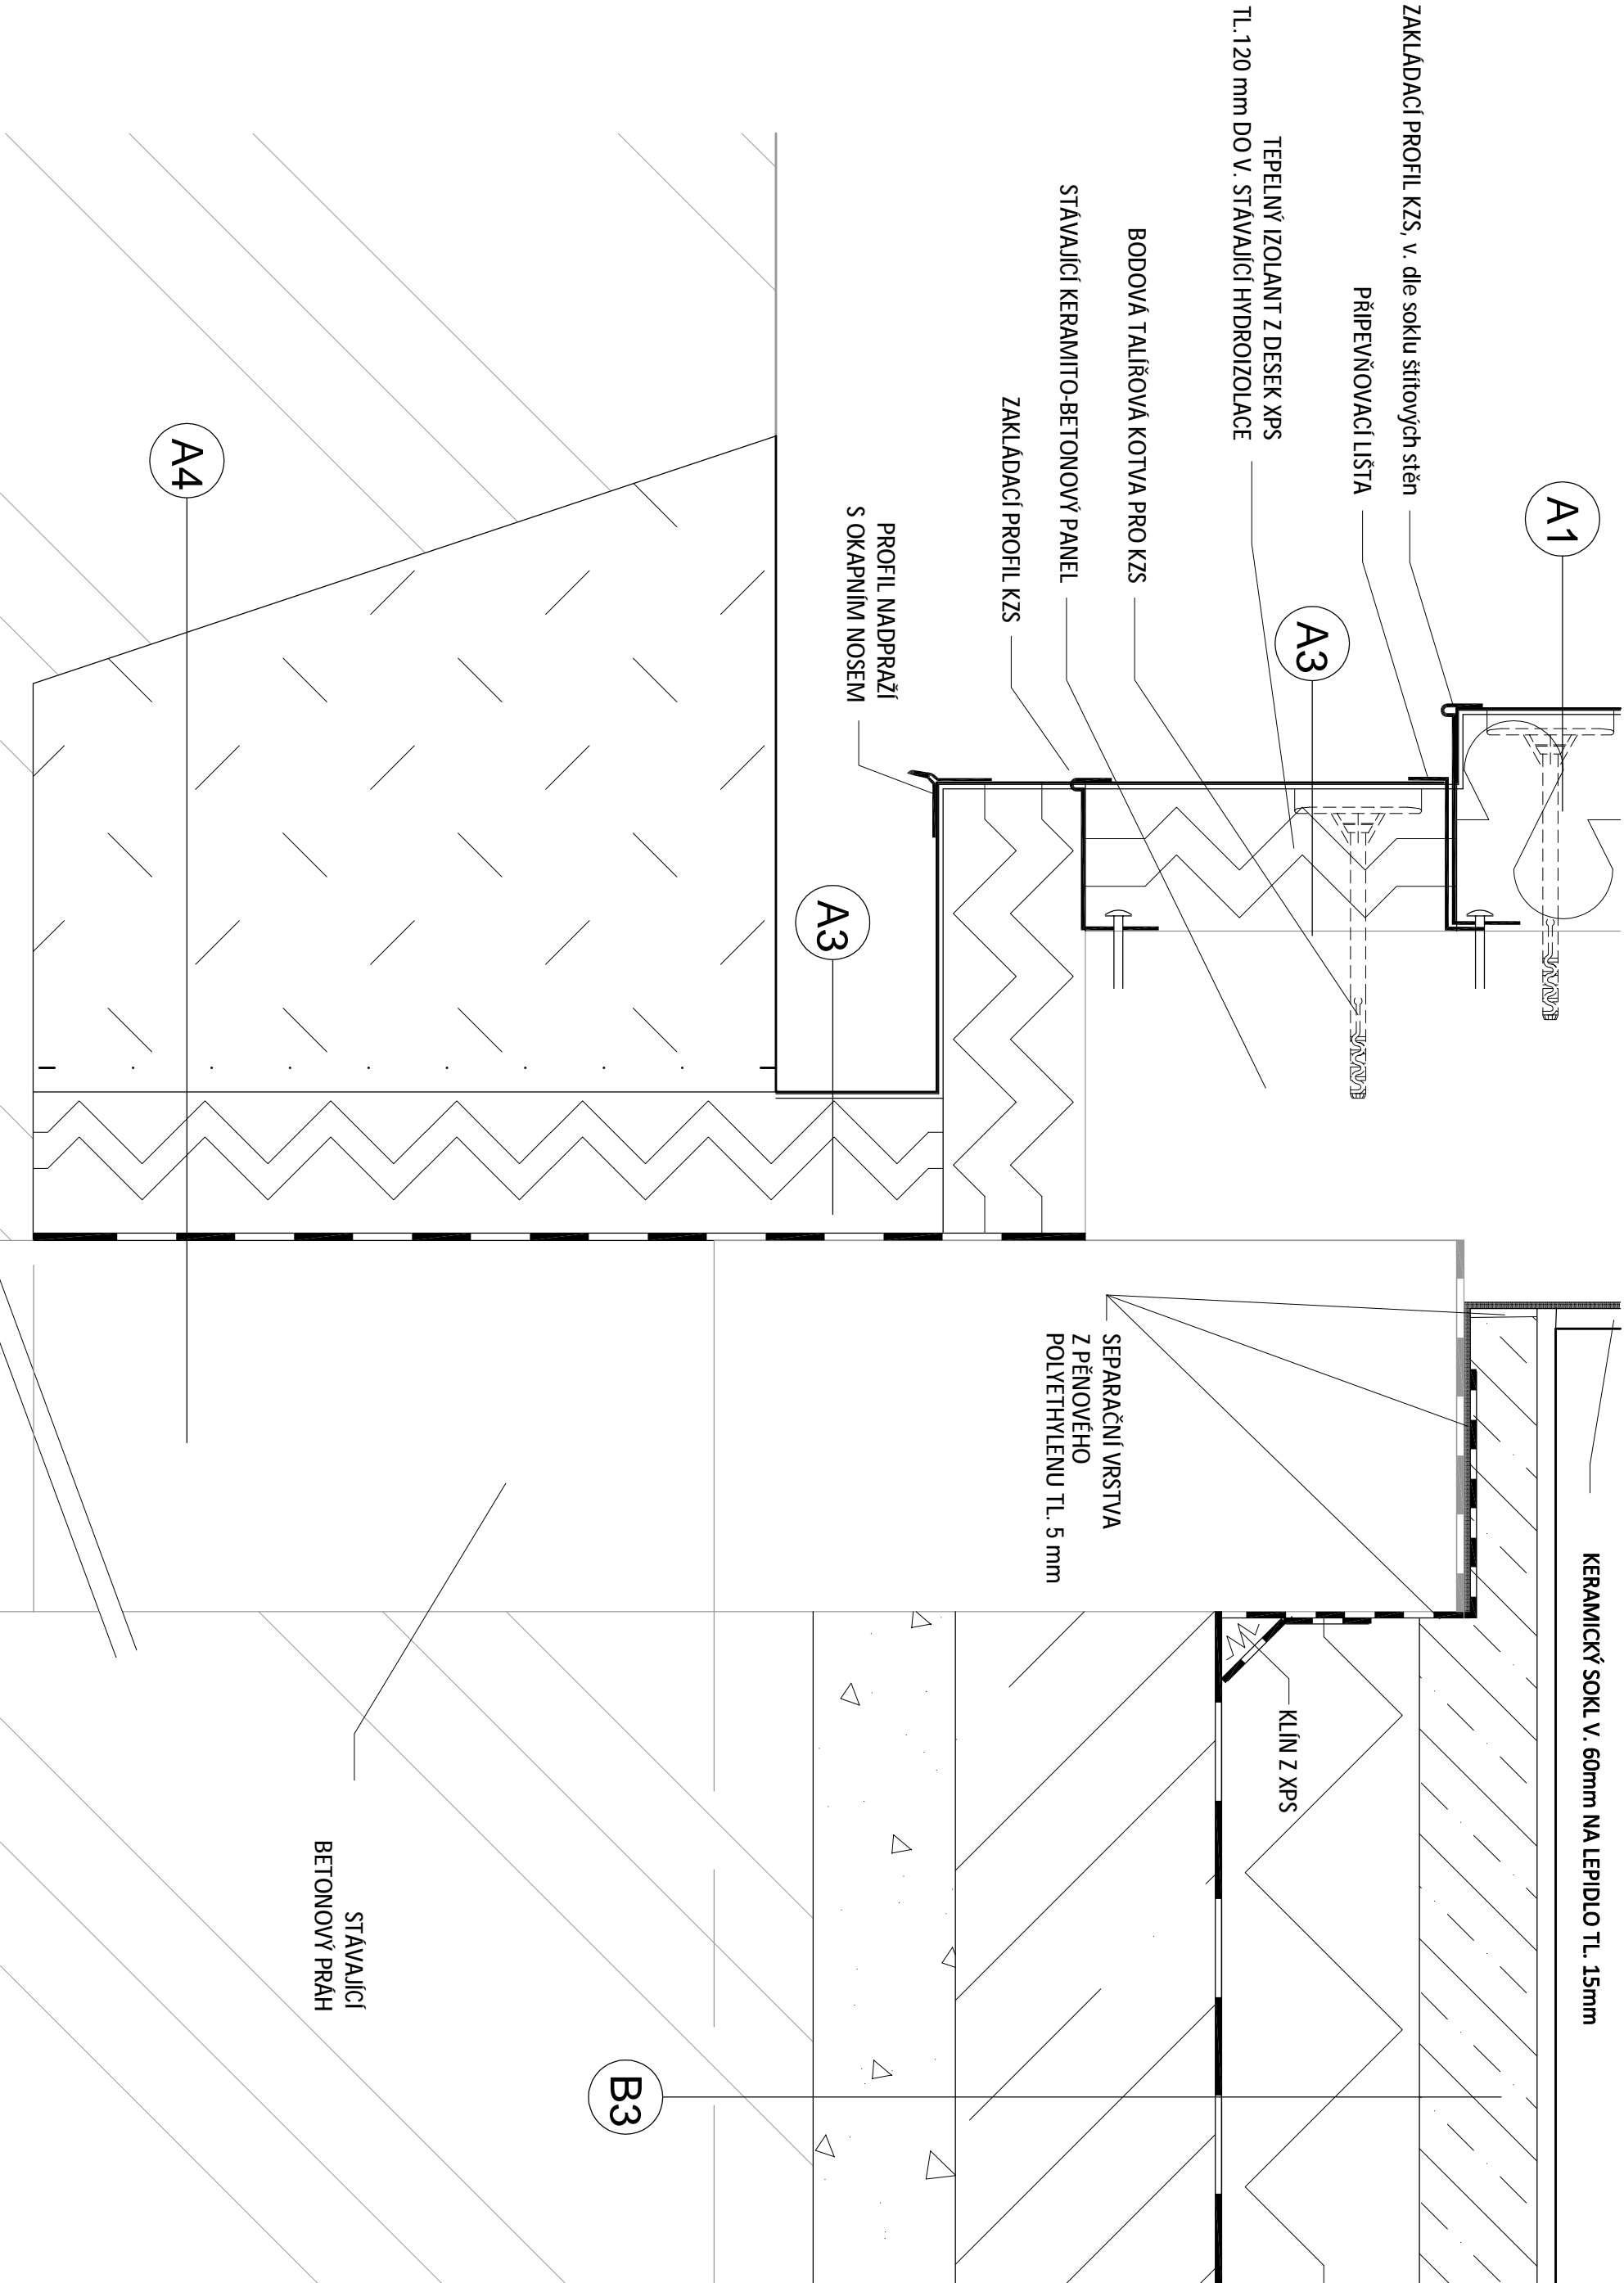 A1
ZAKLÁDACÍ PROFIL KZS, v. dle soklu štítových stěn
PŘIPEVŇOVACÍ LIŠTA
A3
TEPELNÝ IZOLANT Z DESEK XPS
TL.120 mm DO V. STÁVAJÍCÍ HYDROIZOLACE
BODOVÁ TALÍŘOVÁ KOTVA PRO KZS
STÁVAJÍCÍ KERAMITO-BETONOVÝ PANEL
ZAKLÁDACÍ PROFIL KZS
PROFIL NADPRAŽÍ
S OKAPNÍM NOSEM
A3
A4
KERAMICKÝ SOKL V. 60mm NA LEPIDLO TL. 15mm
SEPARAČNÍ VRSTVA
Z PĚNOVÉHO
POLYETHYLENU TL. 5 mm
KLÍN Z XPS
STÁVAJÍCÍ
BETONOVÝ PRÁH
B3